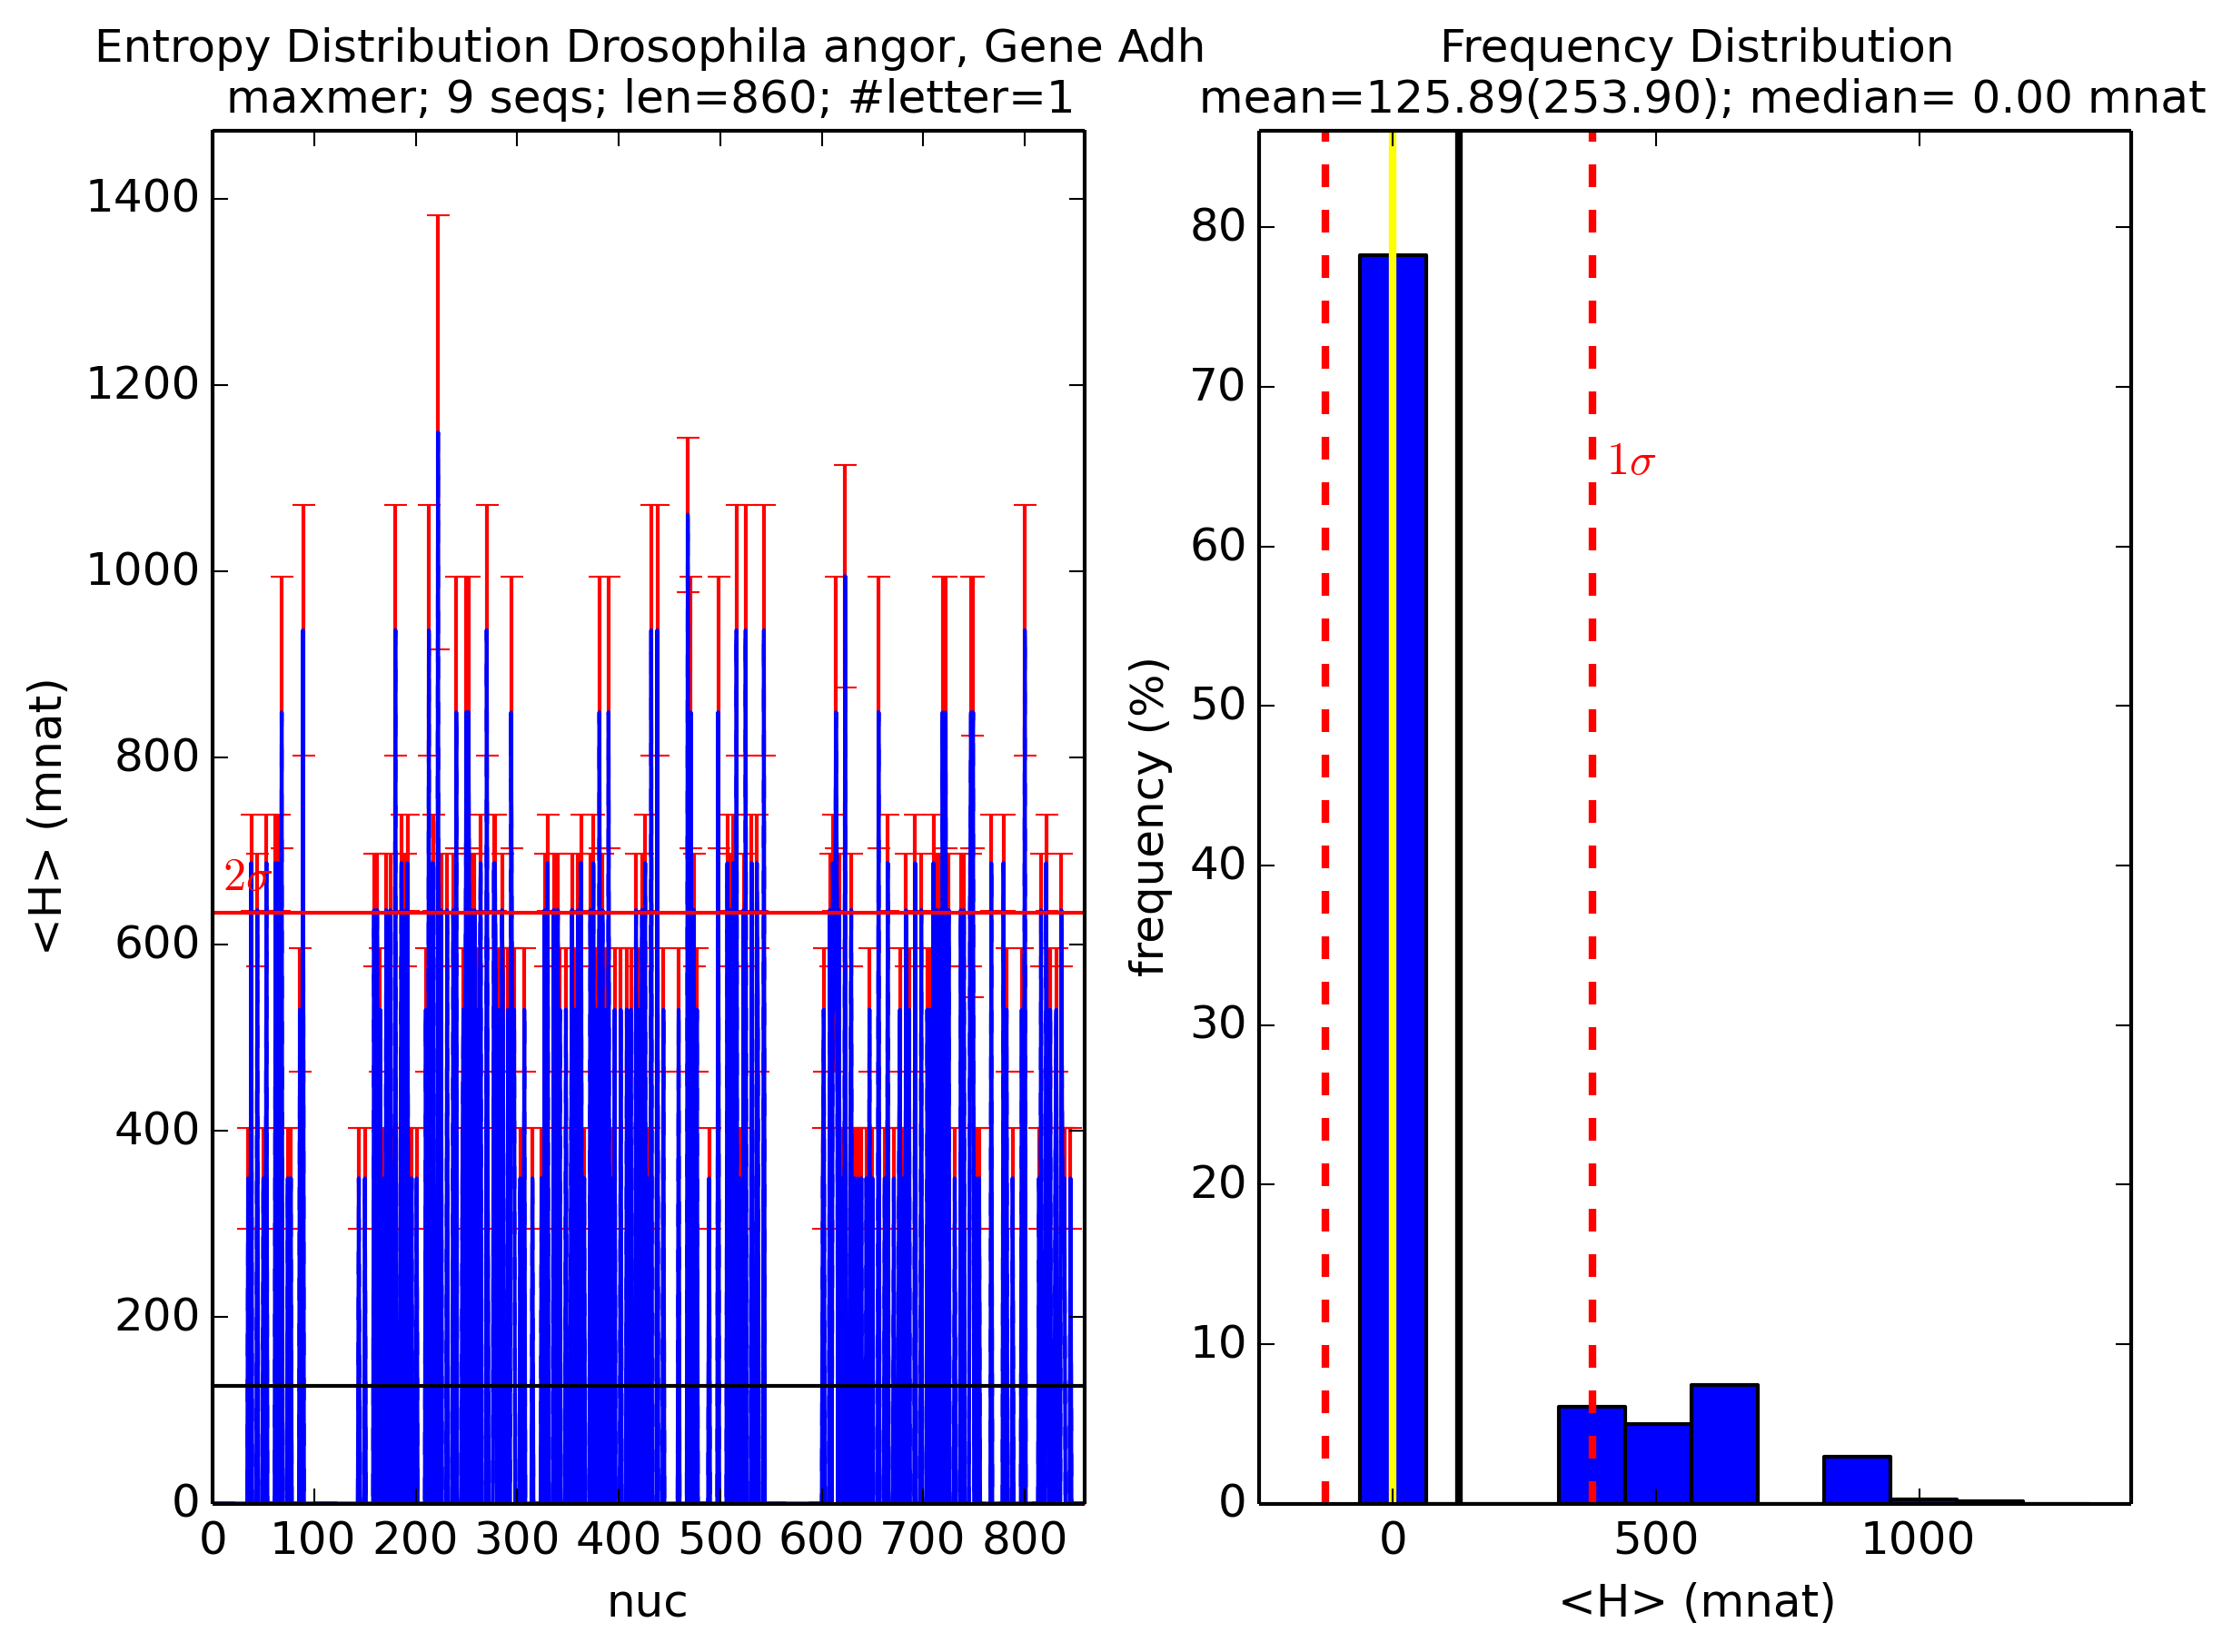 Entropy Distribution Drosophila angor, Gene Adh
maxmer; 9 seqs; len=860; #letter=1
<H> (mnat)
1400
1200
1000
800
600
400
200
0
2σ
0 100 200 300 400 500 600 700 800
nuc
Frequency Distribution
mean=125.89(253.90); median= 0.00 mnat
frequency (%)
80
70
60
50
40
30
20
10
0
1σ
0 500 1000
<H> (mnat)